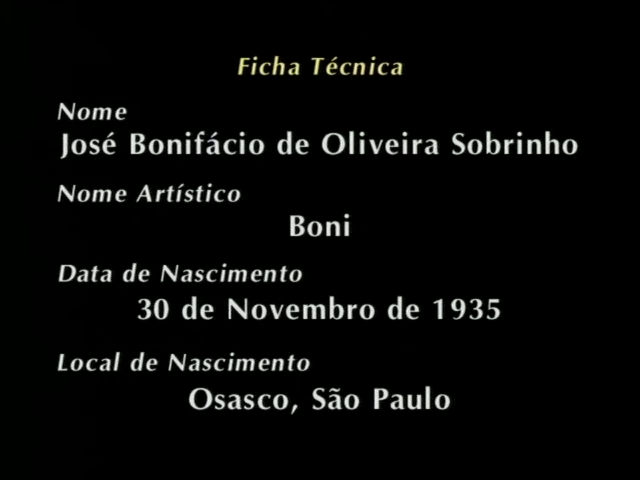 Ficha Técnica
Nome
José Bonifácio de Oliveira Sobrinho
Nome Artístico
Boni
Data de Nascimento
30 de Novembro de 1935
Local de Nascimento
Osasco, São Paulo